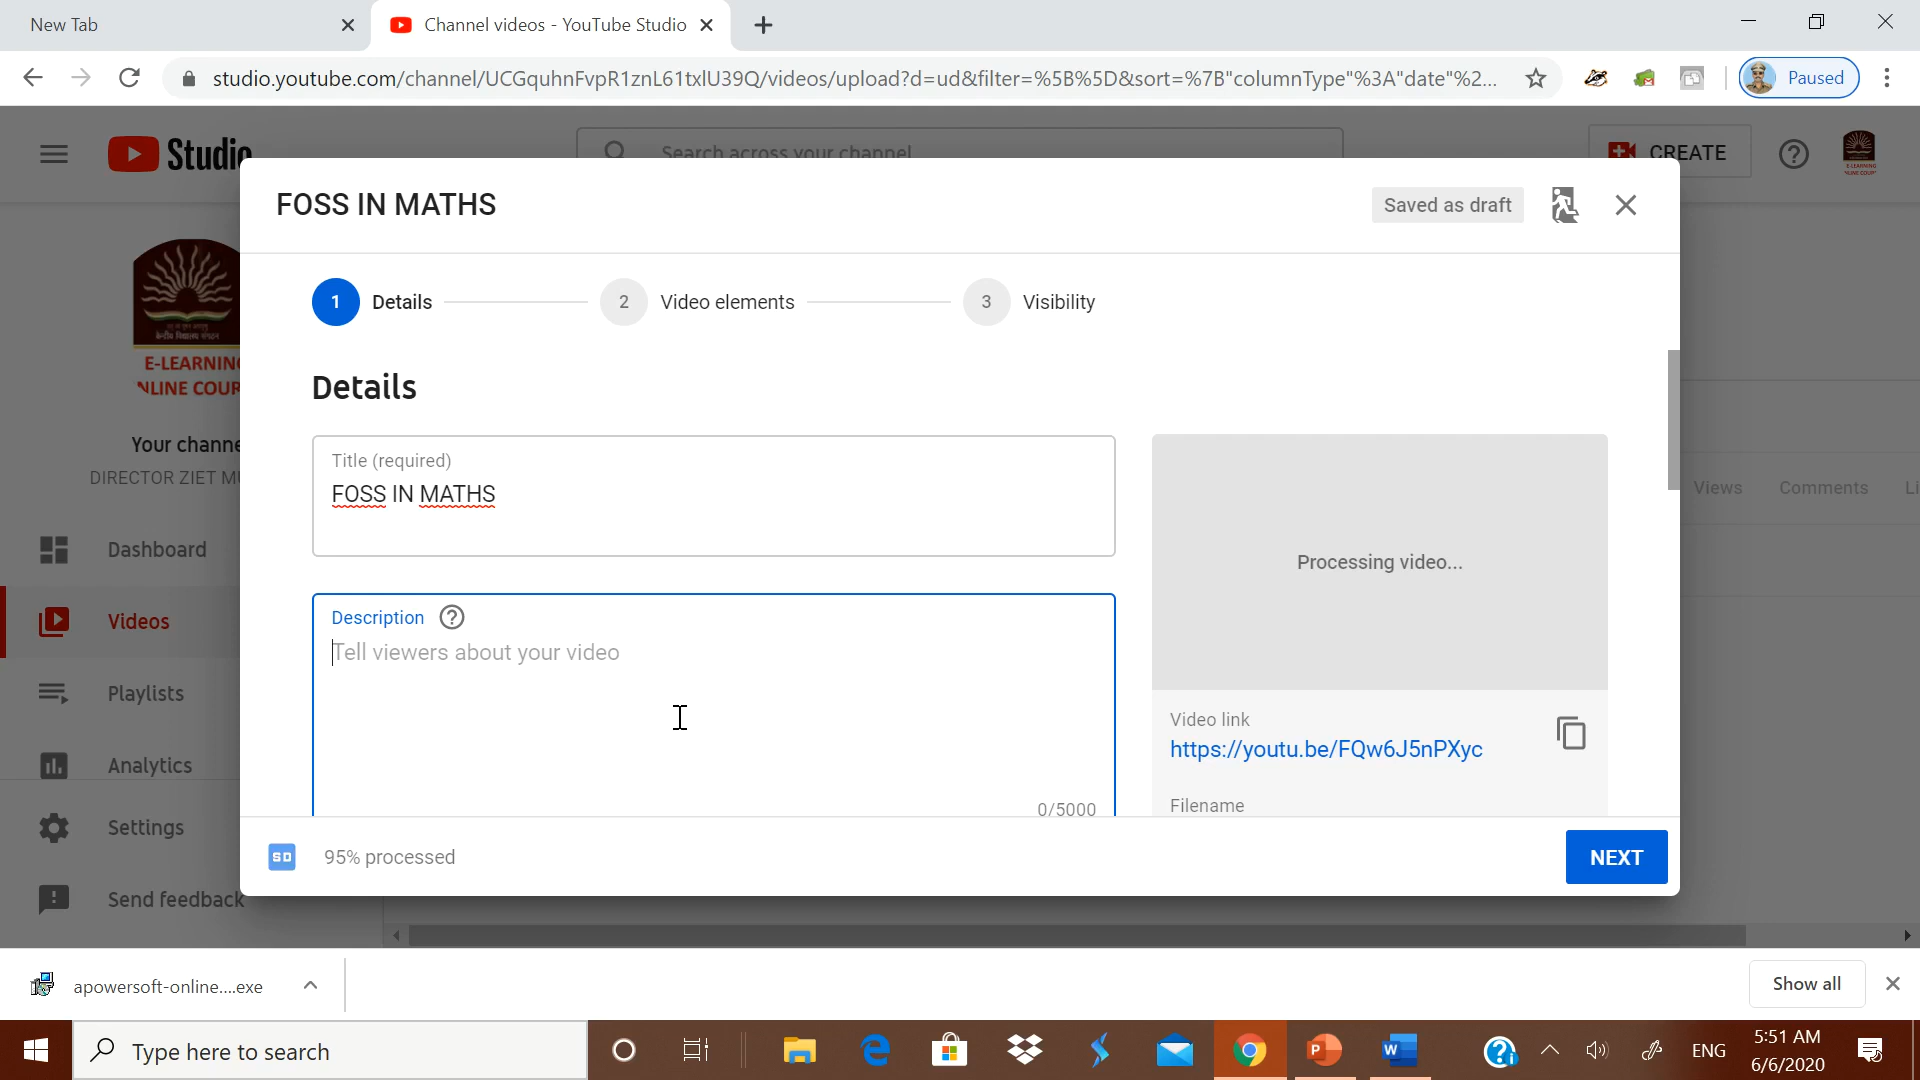 New Tab
Channel videos - YouTube Studio
studio.youtube.com/channel/UCGquhnFvpR1znL61txlU39Q/videos/upload?d=ud&filter=%5B%5D&sort=%7B"columnType"%3A"date"%2...
Paused
Studio
Search across your channel
CREATE
FOSS IN MATHS
Saved as draft
1 Details
2 Video elements
3 Visibility
Details
Title (required)
FOSS IN MATHS
Description
Tell viewers about your video
0/5000
Processing video...
Video link
https://youtu.be/FQw6J5nPXyc
Filename
SD
95% processed
NEXT
केन्द्रीय विद्यालय संगठन
E-LEARNING
Your channe
DIRECTOR ZIET MU
Dashboard
Videos
Playlists
Analytics
Settings
Send feedback
Views
Comments
Li
apowersoft-online....exe
Show all
Type here to search
ENG
5:51 AM
6/6/2020